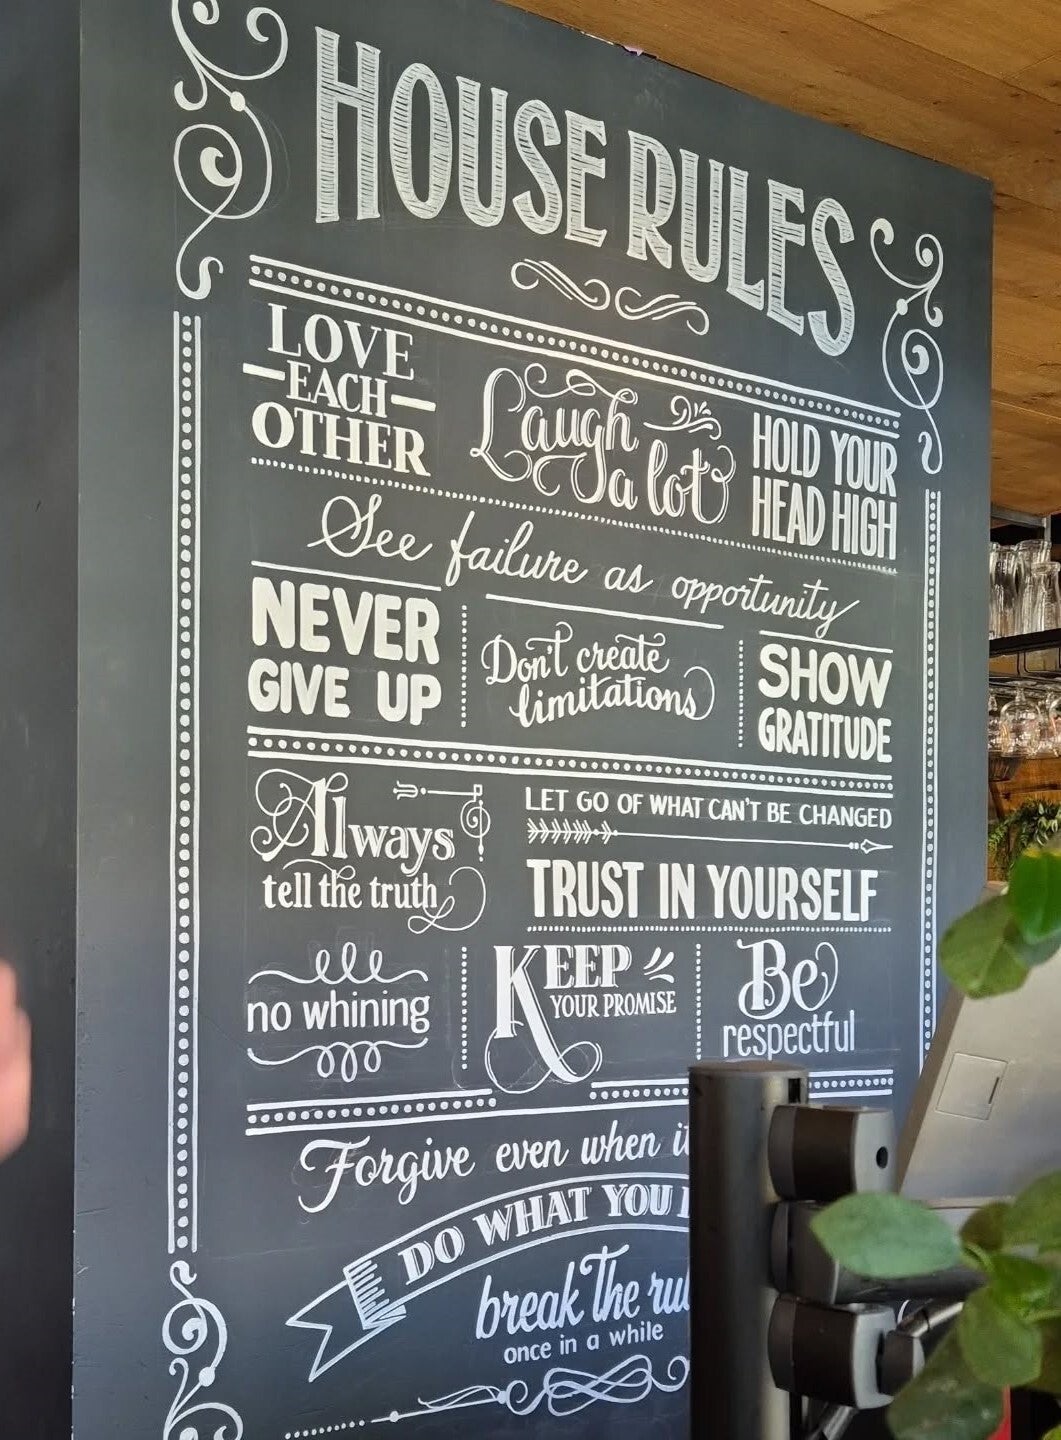 HOUSE RULES
LOVE
EACH
OTHER
Laugh
a lot
HOLD YOUR
HEAD HIGH
See failure as opportunity
NEVER
GIVE UP
Don't create
limitations
SHOW
GRATITUDE
Always
tell the truth
LET GO OF WHAT CAN'T BE CHANGED
TRUST IN YOURSELF
no whining
KEEP
YOUR PROMISE
Be
respectful
Forgive even when
DO WHAT YOU
break the
once in a while